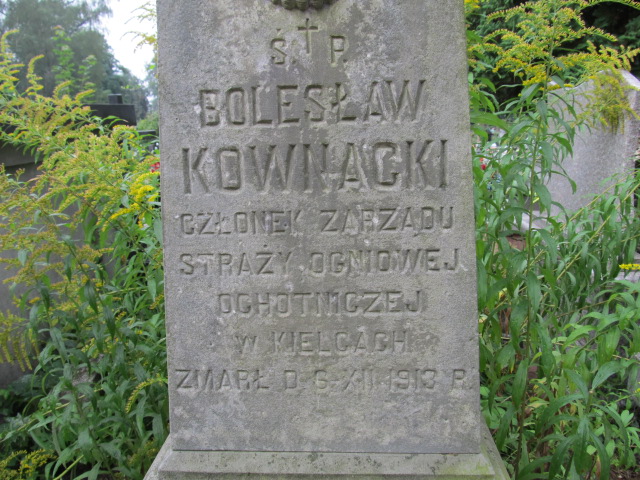 Ś. † P.
BOLESŁAW
KOWNACKI
CZŁONEK ZARZĄDU
STRAŻY OGNIOWEJ
OCHOTNICZEJ
W KIELCACH
ZMARŁ D. 6-XII-1913 R.